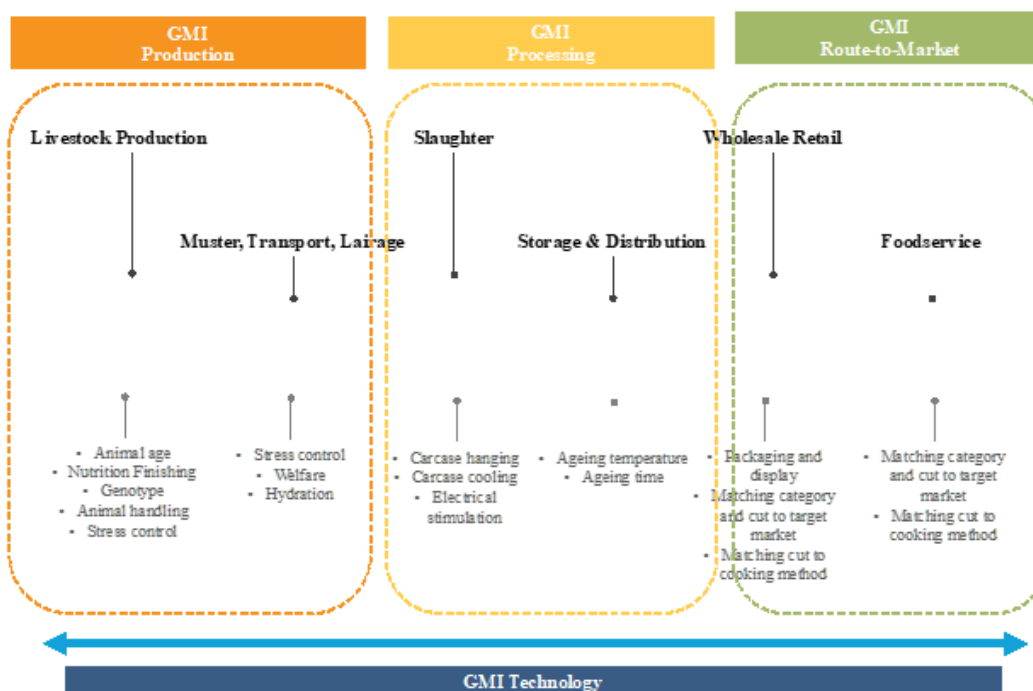 GMI
Production
GMI
Processing
GMI
Route-to-Market
Livestock Production
Slaughter
Wholesale Retail
Muster, Transport, Lairage
Storage & Distribution
Foodservice
▪ Animal age
▪ Nutrition Finishing
▪ Genotype
▪ Animal handling
▪ Stress control
▪ Stress control
▪ Welfare
▪ Hydration
▪ Carcase hanging
▪ Carcase cooling
▪ Electrical
stimulation
▪ Ageing temperature
▪ Ageing time
▪ Packaging and
display
▪ Matching category
and cut to target
market
▪ Matching cut to
cooking method
▪ Matching category
and cut to target
market
▪ Matching cut to
cooking method
GMI Technology